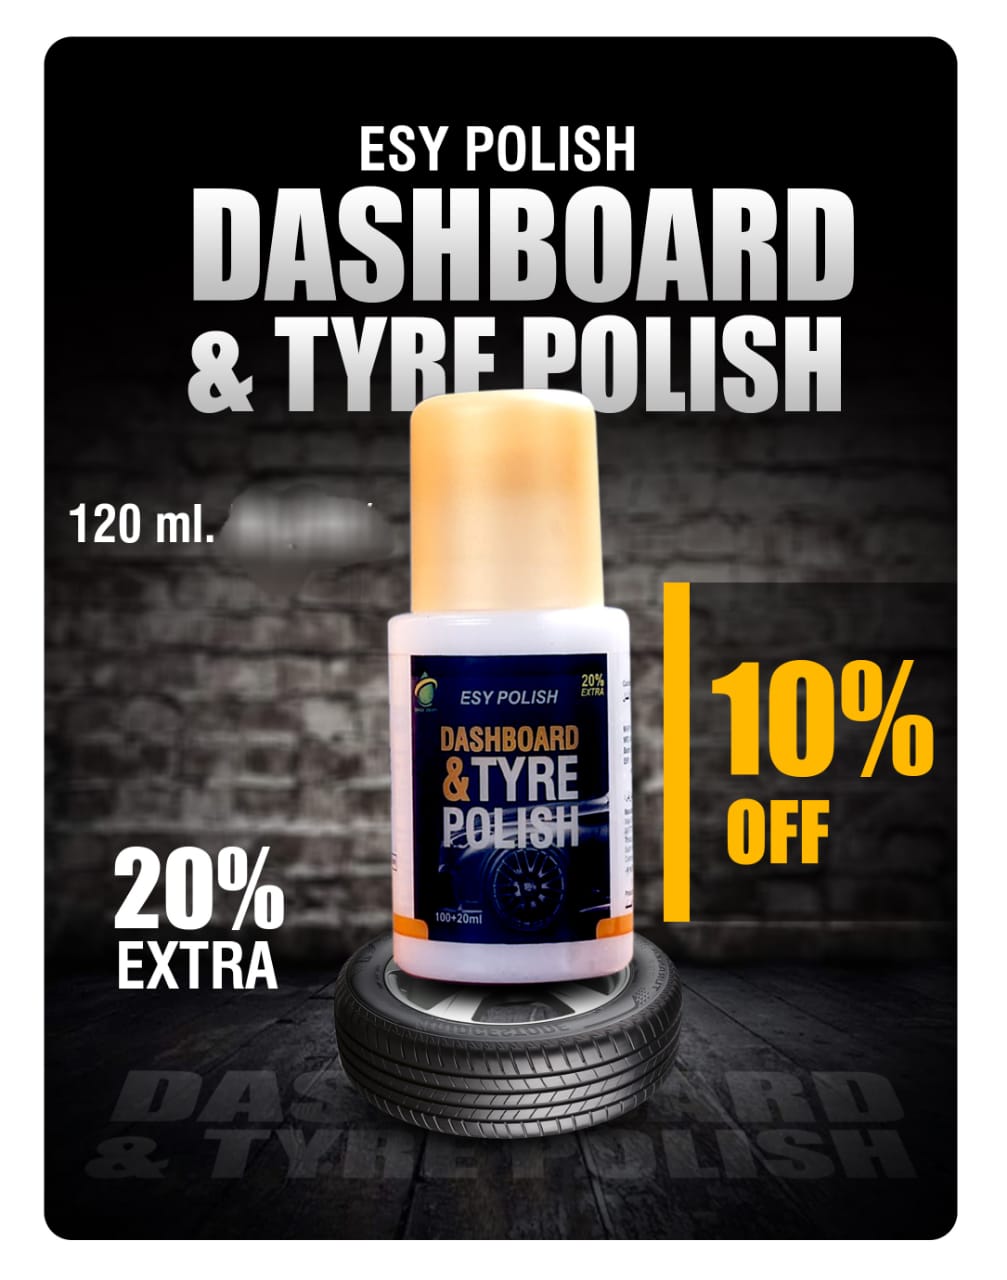 ESY POLISH
DASHBOARD
& TYRE POLISH
120 ml.
20%
EXTRA
ESY POLISH
DASHBOARD
&TYRE
POLISH
100+20ml
10%
OFF
20%
EXTRA
DASHBOARD
& TYRE POLISH